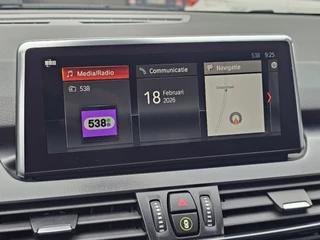 538 9:25
Media/Radio
Communicatie
Navigatie
538
538
18 Februari
2026